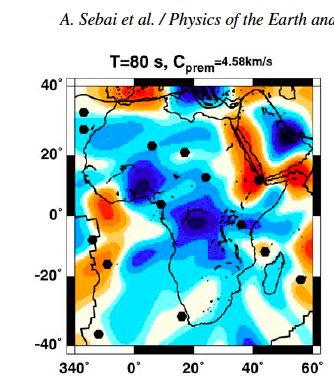 A. Sebai et al. / Physics of the Earth and
T=80 s, Cprem=4.58km/s
40°
20°
0°
-20°
-40°
340° 0° 20° 40° 60°